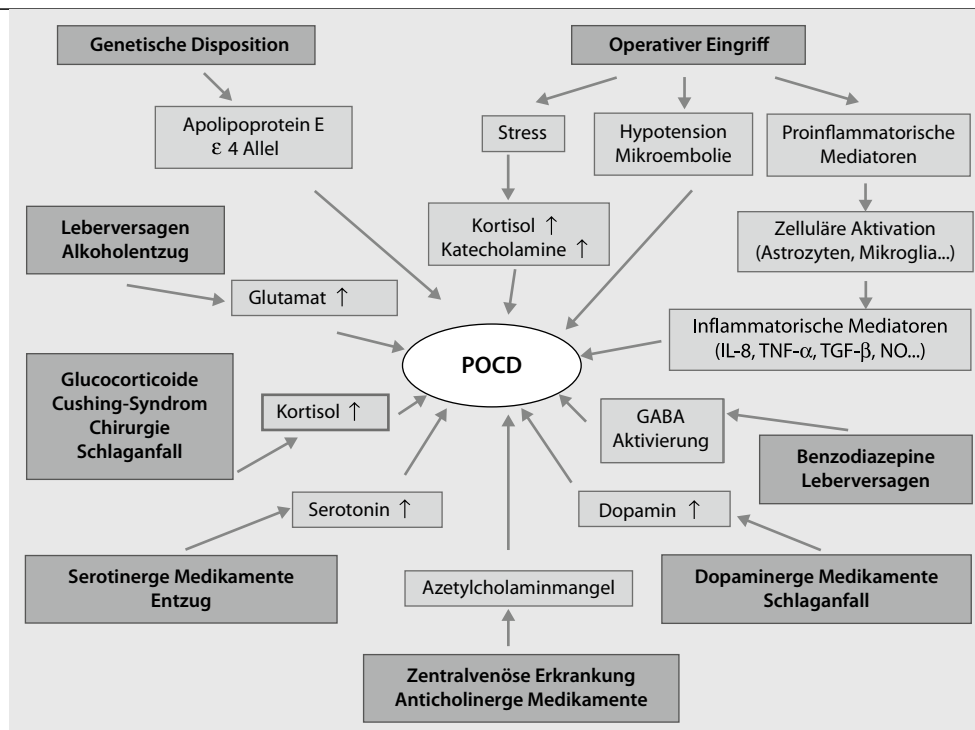 Genetische Disposition
Operativer Eingriff
Apolipoprotein E
ε 4 Allel
Stress
Hypotension
Mikroembolie
Proinflammatorische
Mediatoren
Leberversagen
Alkoholentzug
Kortisol ↑
Katecholamine ↑
Zelluläre Aktivation
(Astrozyten, Mikroglia...)
Glutamat ↑
Inflammatorische Mediatoren
(IL-8, TNF-α, TGF-β, NO...)
POCD
Glucocorticoide
Cushing-Syndrom
Chirurgie
Schlaganfall
Kortisol ↑
GABA
Aktivierung
Benzodiazepine
Leberversagen
Serotonin ↑
Dopamin ↑
Serotinerge Medikamente
Entzug
Azetylcholaminmangel
Dopaminerge Medikamente
Schlaganfall
Zentralvenöse Erkrankung
Anticholinerge Medikamente